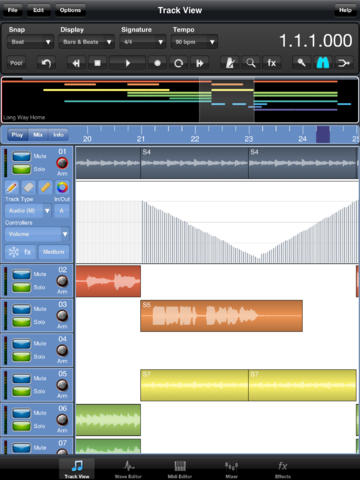 File Edit Options Track View Help
Snap Display Signature Tempo
Beat Bars & Beats 4/4 90 bpm
1.1.1.000
Pool fx
Long Way Home
Play Mix Info
20 21 22 23 24 25
Mute 01 S4 S4
Solo Arm
Track Type In/Out
Audio (M) A
Controllers
Volume
fx Medium
Mute 02
Solo Arm
Mute 03 S5
Solo Arm
Mute 04
Solo Arm
Mute 05 S7 S7
Solo Arm
Mute 06
Solo Arm
Mute 07
Track View Wave Editor Midi Editor Mixer Effects